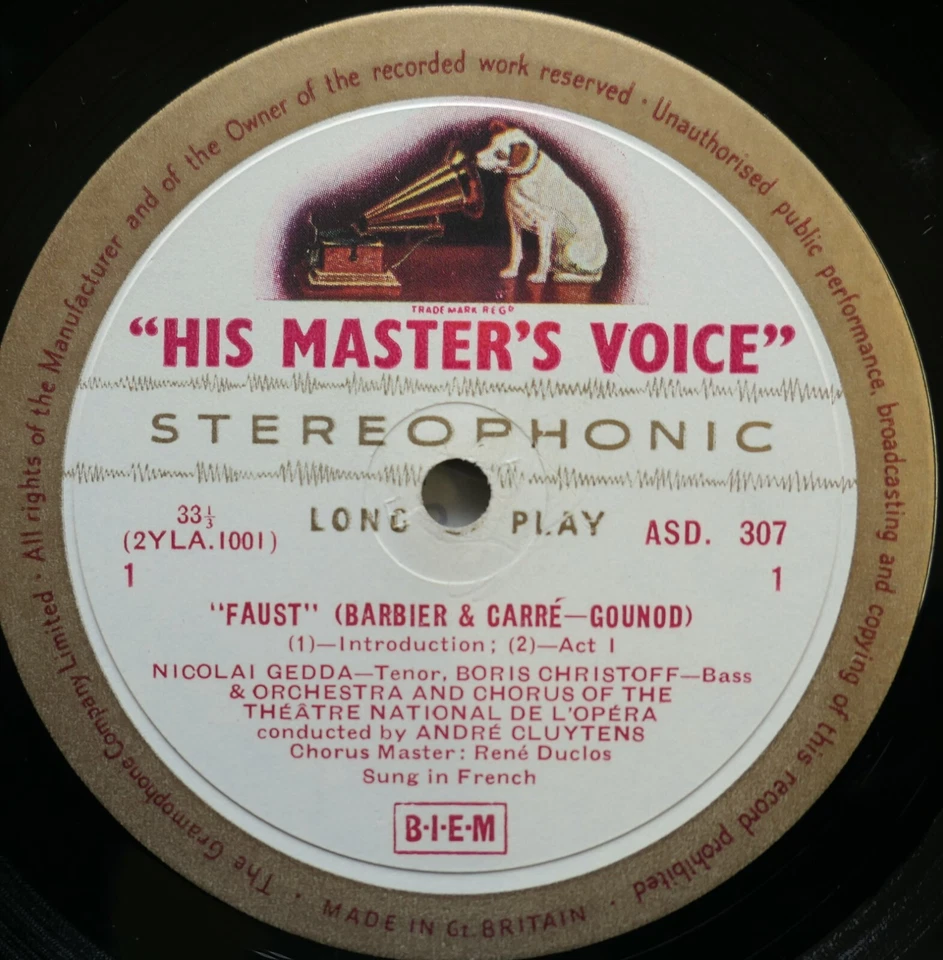 All rights of the Manufacturer and of the Owner of the recorded work reserved · Unauthorised public performance, broadcasting and copying of this record prohibited
TRADE MARK REGD
“HIS MASTER'S VOICE”
STEREOPHONIC
LONG PLAY
33⅓
(2YLA.1001)
ASD. 307
1
1
"FAUST" (BARBIER & CARRÉ—GOUNOD)
(1)—Introduction; (2)—Act I
NICOLAI GEDDA—Tenor, BORIS CHRISTOFF—Bass
& ORCHESTRA AND CHORUS OF THE
THÉÂTRE NATIONAL DE L'OPÉRA
conducted by ANDRÉ CLUYTENS
Chorus Master: René Duclos
Sung in French
B·I·E·M
The Gramophone Company Limited ·
· MADE IN Gt. BRITAIN ·